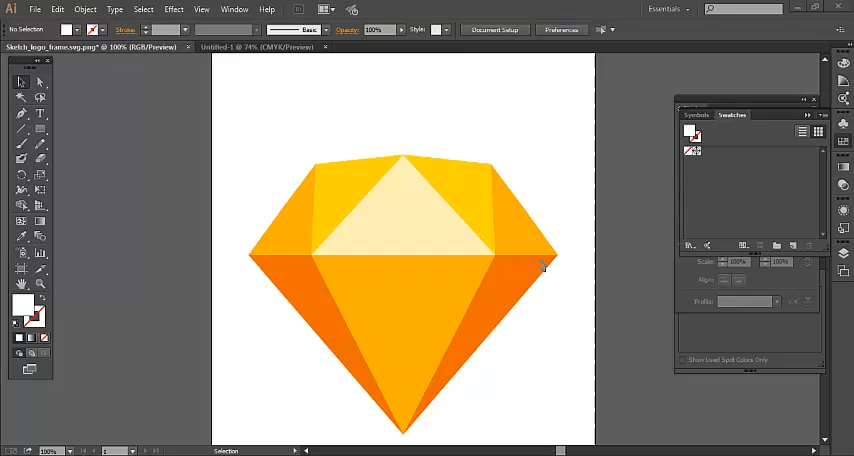 Ai File Edit Object Type Select Effect View Window Help Essentials
No Selection Stroke: Basic Opacity: 100% Style: Document Setup Preferences
Sketch_logo_frame.svg.png* @ 100% (RGB/Preview) × Untitled-1 @ 74% (CMYK/Preview) ×
Symbols Swatches
Scale: 100% 100%
Align:
Profile:
Show Used Spot Colors Only
100% 1 Selection